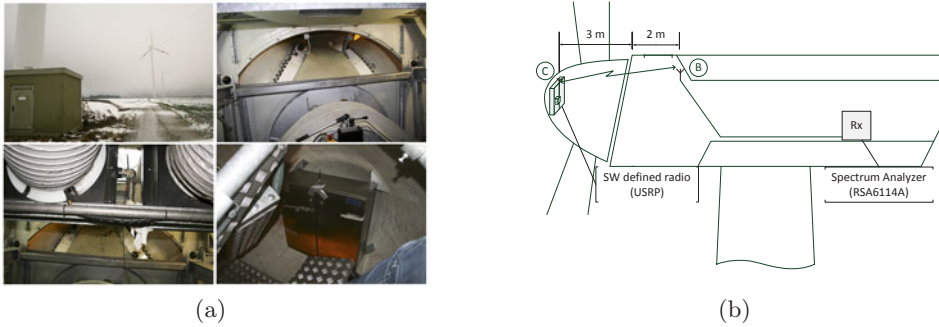 3 m
2 m
C
B
Rx
SW defined radio
(USRP)
Spectrum Analyzer
(RSA6114A)
(a)
(b)